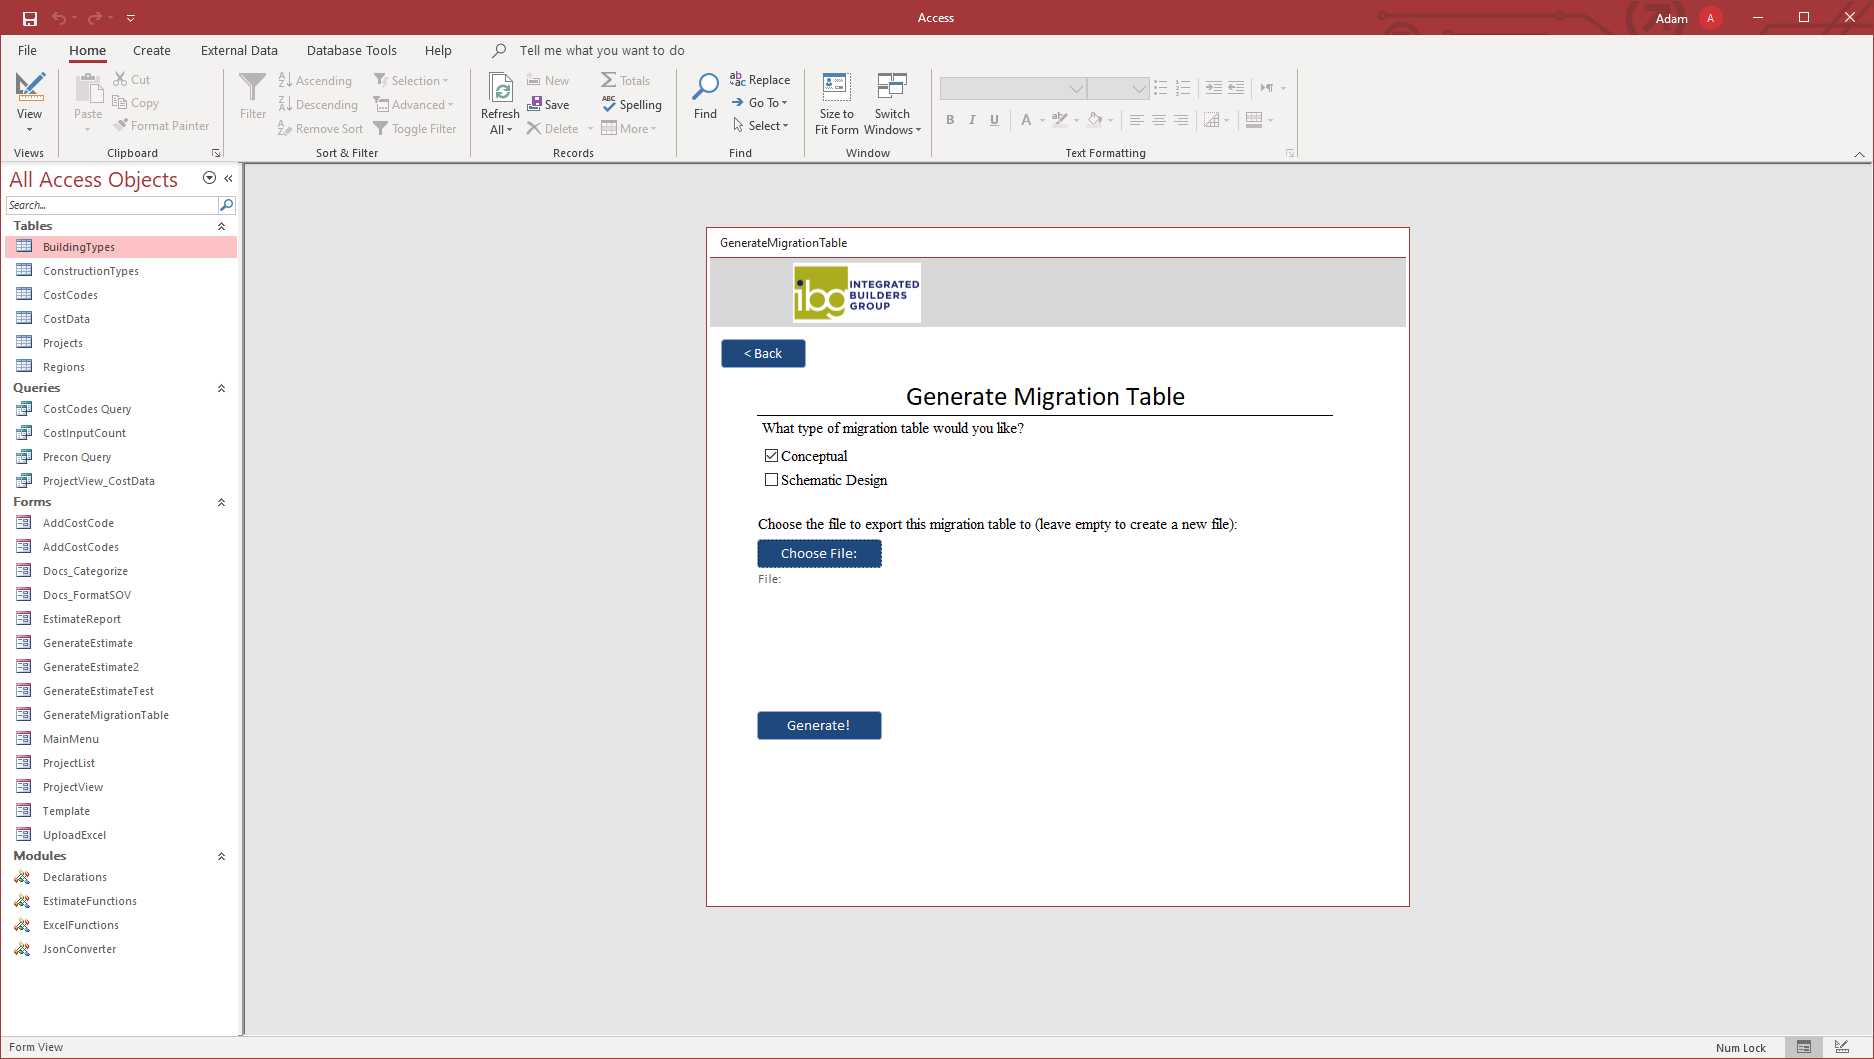 Access
Adam
A
File
Home
Create
External Data
Database Tools
Help
Tell me what you want to do
View
Views
Paste
Cut
Copy
Format Painter
Clipboard
Filter
Ascending
Descending
Remove Sort
Selection
Advanced
Toggle Filter
Sort & Filter
Refresh
All
New
Save
Delete
Totals
Spelling
More
Records
Find
Replace
Go To
Select
Find
Size to
Fit Form
Switch
Windows
Window
B I U A
Text Formatting
All Access Objects
Search...
Tables
BuildingTypes
ConstructionTypes
CostCodes
CostData
Projects
Regions
Queries
CostCodes Query
CostInputCount
Precon Query
ProjectView_CostData
Forms
AddCostCode
AddCostCodes
Docs_Categorize
Docs_FormatSOV
EstimateReport
GenerateEstimate
GenerateEstimate2
GenerateEstimateTest
GenerateMigrationTable
MainMenu
ProjectList
ProjectView
Template
UploadExcel
Modules
Declarations
EstimateFunctions
ExcelFunctions
JsonConverter
GenerateMigrationTable
ibg
INTEGRATED
BUILDERS
GROUP
< Back
Generate Migration Table
What type of migration table would you like?
Conceptual
Schematic Design
Choose the file to export this migration table to (leave empty to create a new file):
Choose File:
File:
Generate!
Form View
Num Lock